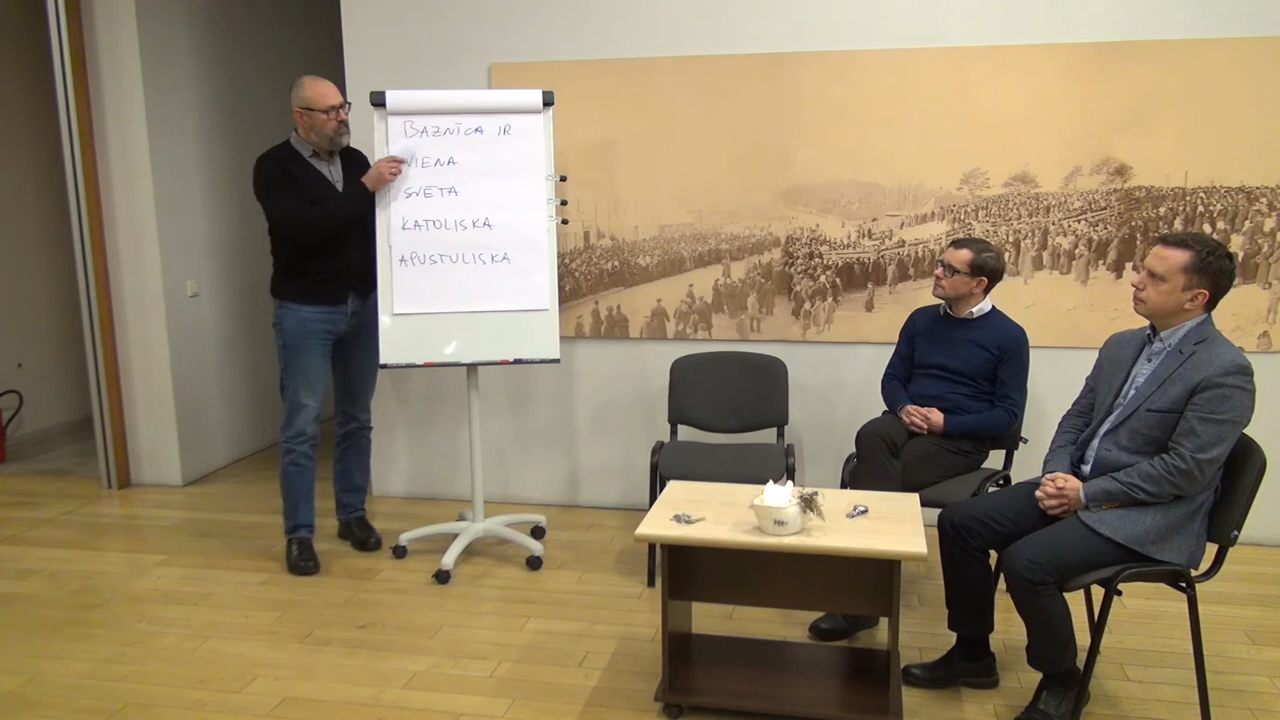 BAZNĪCA IR
VIENA
SVĒTA
KATOLISKA
APUSTULISKA